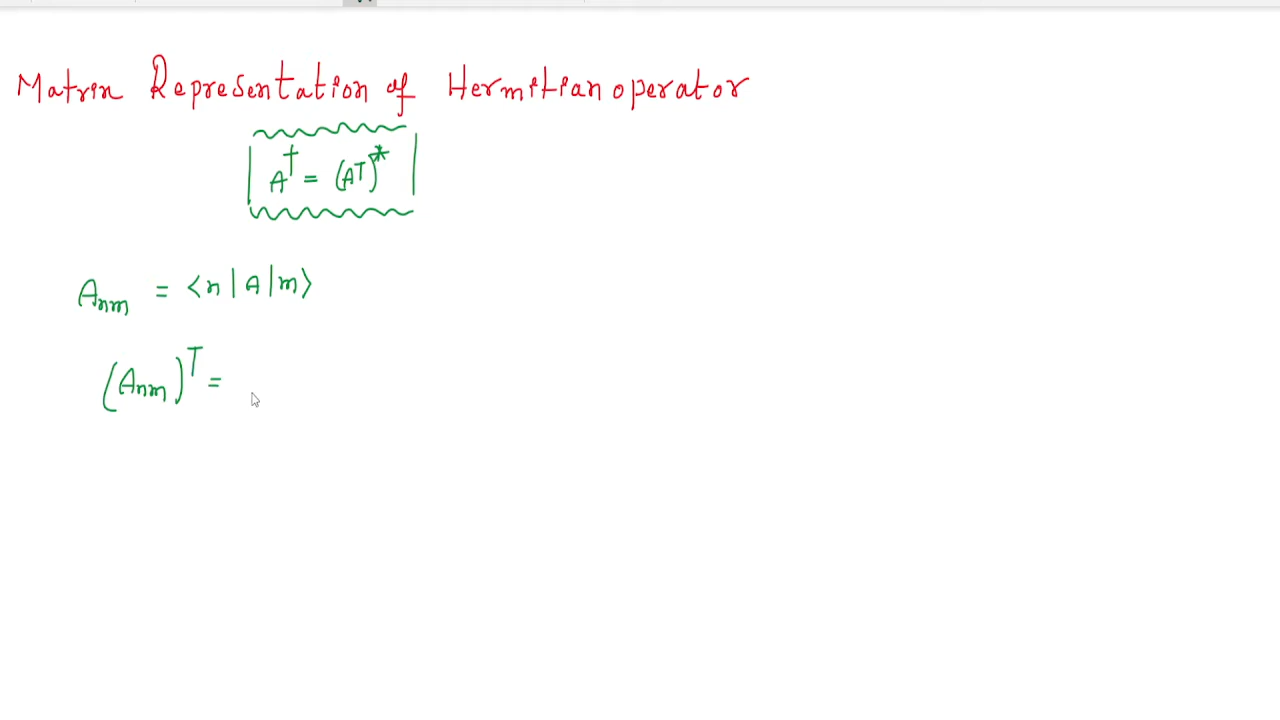 Matrix Representation of Hermitian operator
A† = (AT)*
Anm = ⟨n|A|m⟩
(Anm)T =